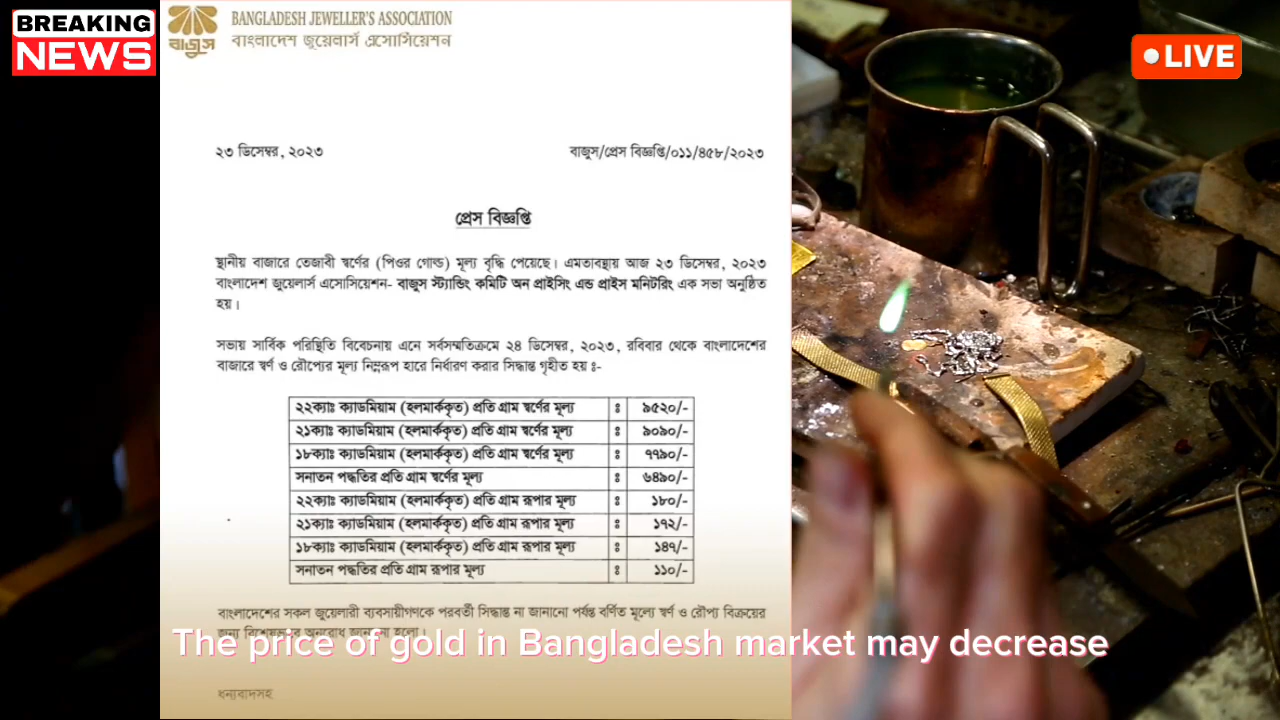 BREAKING
NEWS
LIVE
বাজুস
BANGLADESH JEWELLER'S ASSOCIATION
বাংলাদেশ জুয়েলার্স এসোসিয়েশন
২৩ ডিসেম্বর, ২০২৩
বাজুস/প্রেস বিজ্ঞপ্তি/০১১/৪৫৮/২০২৩
প্রেস বিজ্ঞপ্তি
স্থানীয় বাজারে তেজাবী স্বর্ণের (পিওর গোল্ড) মূল্য বৃদ্ধি পেয়েছে। এমতাবস্থায় আজ ২৩ ডিসেম্বর, ২০২৩
বাংলাদেশ জুয়েলার্স এসোসিয়েশন- বাজুস স্ট্যান্ডিং কমিটি অন প্রাইসিং এন্ড প্রাইস মনিটরিং এক সভা অনুষ্ঠিত
হয়।
সভায় সার্বিক পরিস্থিতি বিবেচনায় এনে সর্বসম্মতিক্রমে ২৪ ডিসেম্বর, ২০২৩, রবিবার থেকে বাংলাদেশের
বাজারে স্বর্ণ ও রৌপ্যের মূল্য নিম্নরূপ হারে নির্ধারণ করার সিদ্ধান্ত গৃহীত হয় ঃ-
২২ক্যাঃ ক্যাডমিয়াম (হলমার্ককৃত) প্রতি গ্রাম স্বর্ণের মূল্য ঃ ৯৫২০/-
২১ক্যাঃ ক্যাডমিয়াম (হলমার্ককৃত) প্রতি গ্রাম স্বর্ণের মূল্য ঃ ৯০৯০/-
১৮ক্যাঃ ক্যাডমিয়াম (হলমার্ককৃত) প্রতি গ্রাম স্বর্ণের মূল্য ঃ ৭৭৯০/-
সনাতন পদ্ধতির প্রতি গ্রাম স্বর্ণের মূল্য ঃ ৬৪৯০/-
২২ক্যাঃ ক্যাডমিয়াম (হলমার্ককৃত) প্রতি গ্রাম রূপার মূল্য ঃ ১৮০/-
২১ক্যাঃ ক্যাডমিয়াম (হলমার্ককৃত) প্রতি গ্রাম রূপার মূল্য ঃ ১৭২/-
১৮ক্যাঃ ক্যাডমিয়াম (হলমার্ককৃত) প্রতি গ্রাম রূপার মূল্য ঃ ১৪৭/-
সনাতন পদ্ধতির প্রতি গ্রাম রূপার মূল্য ঃ ১১০/-
বাংলাদেশের সকল জুয়েলারী ব্যবসায়ীগণকে পরবর্তী সিদ্ধান্ত না জানানো পর্যন্ত বর্ণিত মূল্যে স্বর্ণ ও রৌপ্য বিক্রয়ের
জন্য অনুরোধ হলো।
The price of gold in Bangladesh market may decrease
ধন্যবাদসহ